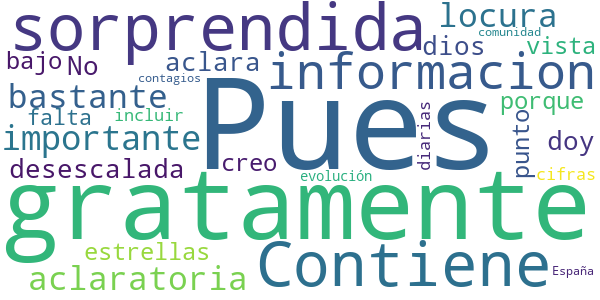 sorprendida
locura
comunidad
dios
vista
bajo
No
aclara
informacion
contagios
bastante
Pues
porque
falta
incluir
importante
diarias
punto
doy
desescalada
creo
gratamente
evolución
cifras
estrellas
Contiene
aclaratoria
España